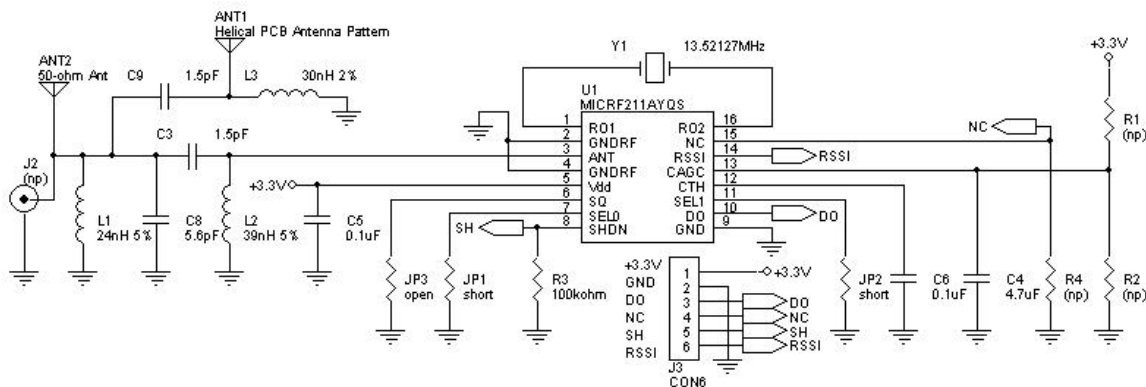 ANT1
Helical PCB Antenna Pattern
ANT2
50-ohm Ant
C9
1.5pF
L3
30nH 2%
C3
1.5pF
J2
(np)
L1
24nH 5%
C8
5.6pF
L2
39nH 5%
+3.3V
C5
0.1uF
Y1
13.52127MHz
U1
MICRF211AYQS
1
RO1
RO2
16
2
GNDRF
NC
15
3
ANT
RSSI
14
4
GNDRF
CAGC
13
5
Vdd
CTH
12
6
SQ
SEL1
11
7
SEL0
DO
10
8
SHDN
GND
9
SH
RSSI
DO
NC
+3.3V
R1
(np)
JP3
open
JP1
short
R3
100kohm
+3.3V
GND
DO
NC
SH
RSSI
1
2
3
4
5
6
+3.3V
DO
NC
SH
RSSI
J3
CON6
JP2
short
C6
0.1uF
C4
4.7uF
R4
(np)
R2
(np)